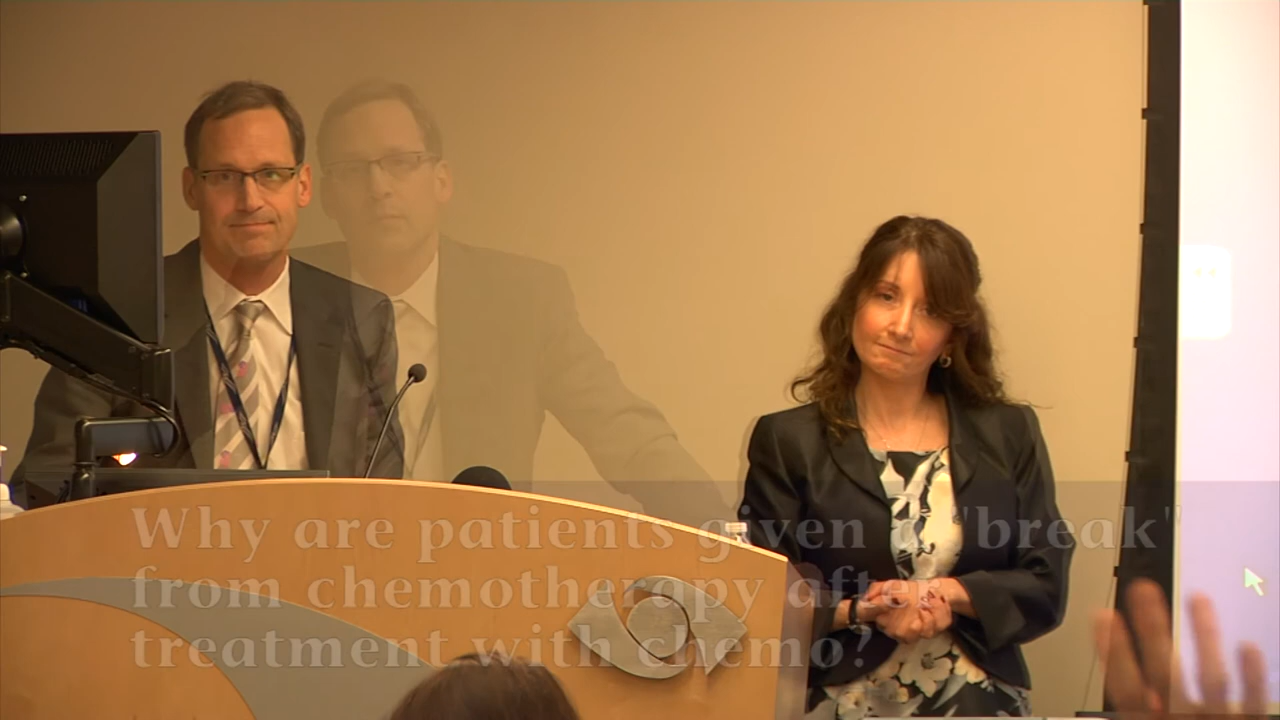 Why are patients given a "break"
from chemotherapy after
treatment with chemo?